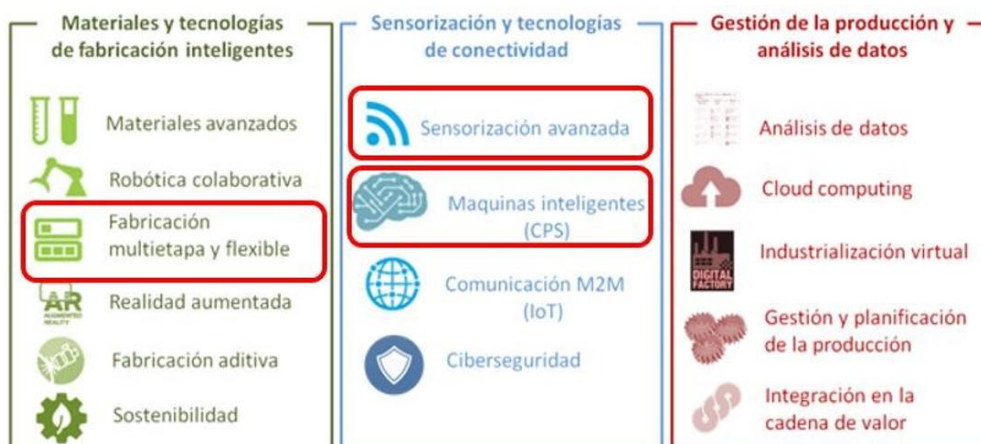 Materiales y tecnologías
de fabricación inteligentes
Materiales avanzados
Robótica colaborativa
Fabricación
multietapa y flexible
AR
AUGMENTED
REALITY
Realidad aumentada
Fabricación aditiva
Sostenibilidad
Sensorización y tecnologías
de conectividad
Sensorización avanzada
Maquinas inteligentes
(CPS)
Comunicación M2M
(IoT)
Ciberseguridad
Gestión de la producción y
análisis de datos
Análisis de datos
Cloud computing
DIGITAL
FACTORY
Industrialización virtual
Gestión y planificación
de la producción
Integración en la
cadena de valor